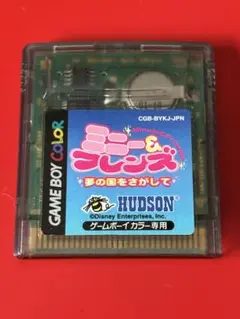 CGB-BYKJ-JPN
GAME BOY COLOR
ミニー&
フレンズ
夢の国をさがして
HUDSON
©Disney Enterprises, Inc.
ゲームボーイカラー専用